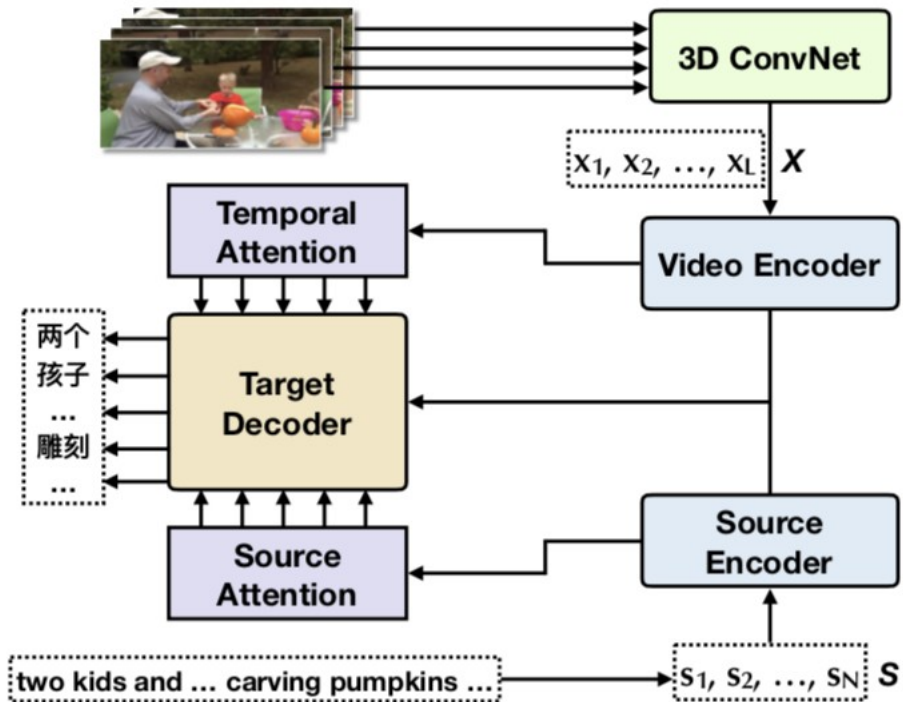 3D ConvNet
x1, x2, ..., xL X
Temporal
Attention
Video Encoder
两个
孩子
...
雕刻
...
Target
Decoder
Source
Encoder
Source
Attention
two kids and ... carving pumpkins ...
s1, s2, ..., sN S